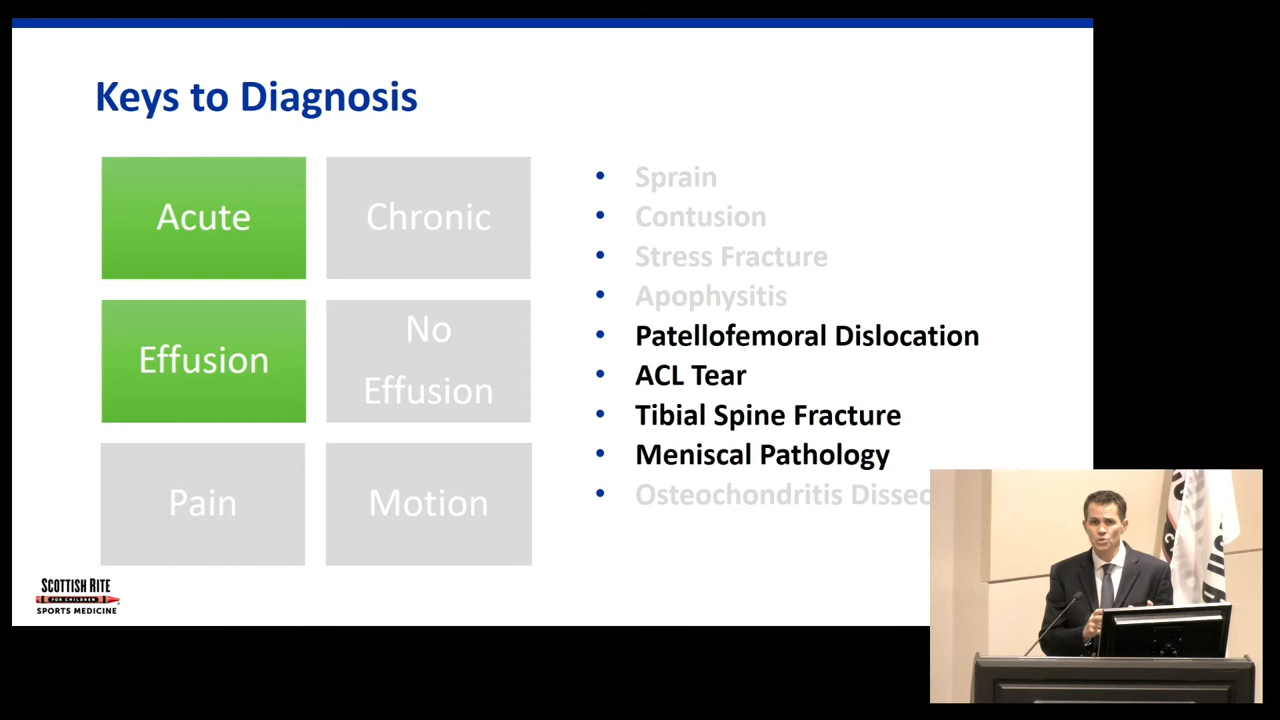 Keys to Diagnosis
Acute
Chronic
Effusion
No
Effusion
Pain
Motion
• Sprain
• Contusion
• Stress Fracture
• Apophysitis
• Patellofemoral Dislocation
• ACL Tear
• Tibial Spine Fracture
• Meniscal Pathology
• Osteochondritis Dissec
SCOTTISH RITE
FOR CHILDREN
SPORTS MEDICINE